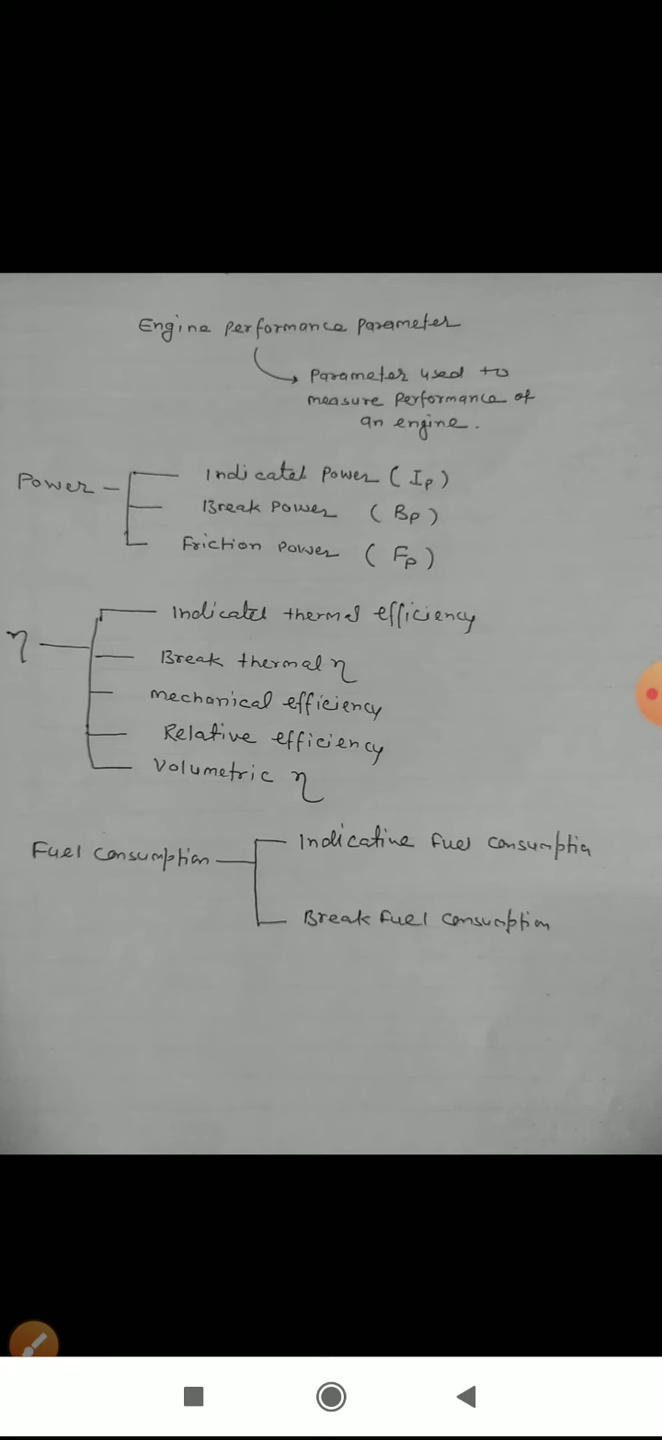 Engine Performance Parameter
Parameter used to
measure performance of
an engine.
Power
Indicated Power (Ip)
Break Power (Bp)
Friction Power (Fp)
η
Indicated thermal efficiency
Break thermal η
mechanical efficiency
Relative efficiency
Volumetric η
Fuel Consumption
Indicative fuel consumption
Break fuel consumption